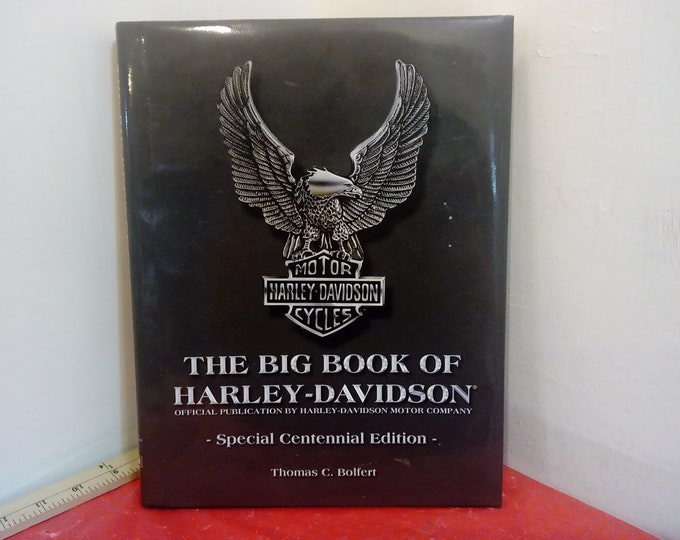 MOTOR
HARLEY-DAVIDSON
CYCLES
THE BIG BOOK OF
HARLEY-DAVIDSON®
OFFICIAL PUBLICATION BY HARLEY-DAVIDSON MOTOR COMPANY
- Special Centennial Edition -
Thomas C. Bolfert